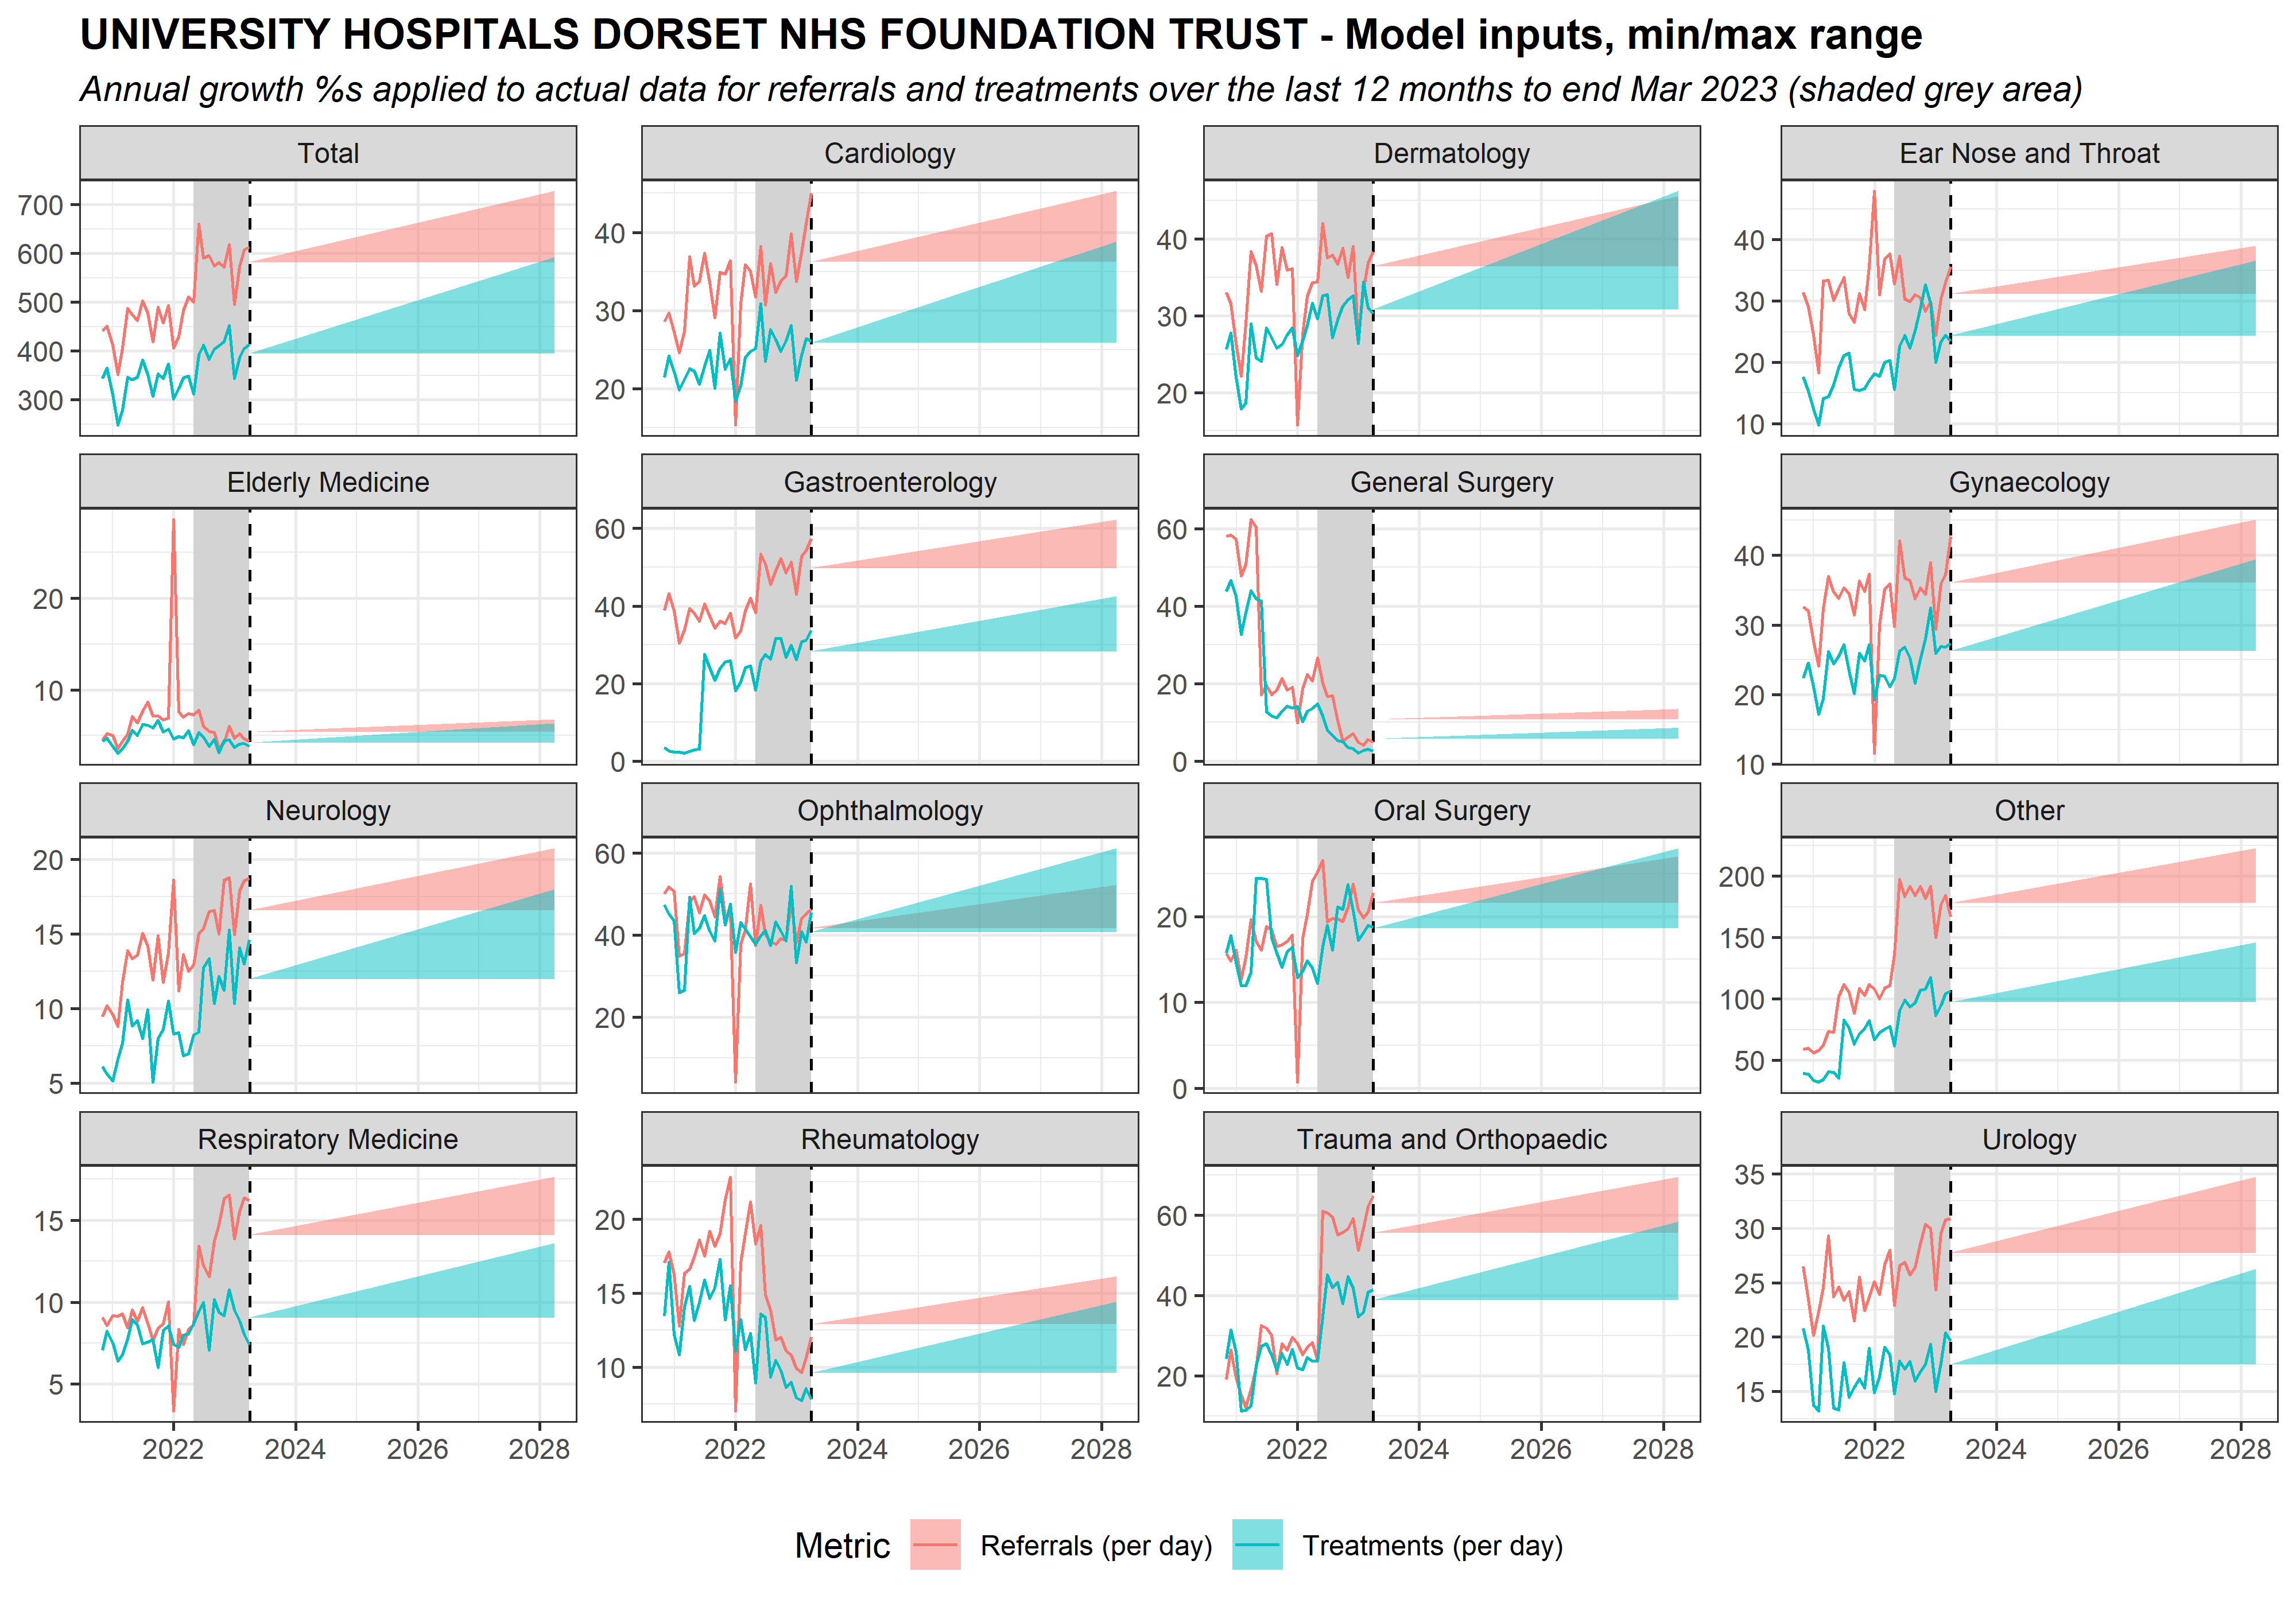 UNIVERSITY HOSPITALS DORSET NHS FOUNDATION TRUST - Model inputs, min/max range
Annual growth %s applied to actual data for referrals and treatments over the last 12 months to end Mar 2023 (shaded grey area)
Total
Cardiology
Dermatology
Ear Nose and Throat
700
600
500
400
300
40
30
20
40
30
20
40
30
20
10
Elderly Medicine
Gastroenterology
General Surgery
Gynaecology
20
10
60
40
20
0
60
40
20
0
40
30
20
10
Neurology
Ophthalmology
Oral Surgery
Other
20
15
10
5
60
40
20
20
10
0
200
150
100
50
Respiratory Medicine
Rheumatology
Trauma and Orthopaedic
Urology
15
10
5
20
15
10
60
40
20
35
30
25
20
15
2022 2024 2026 2028
2022 2024 2026 2028
2022 2024 2026 2028
2022 2024 2026 2028
Metric Referrals (per day) Treatments (per day)